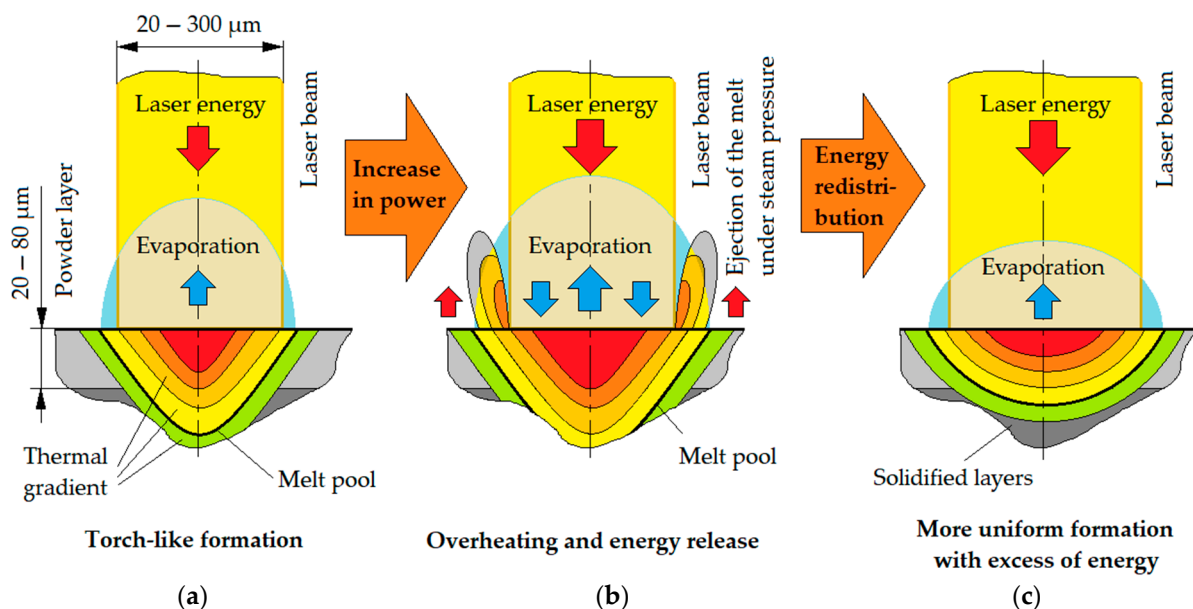 20 – 300 µm
Laser energy
Laser beam
Powder layer
20 – 80 µm
Evaporation
Thermal
gradient
Melt pool
Torch-like formation
(a)
Increase
in power
Laser energy
Laser beam
Ejection of the melt
under steam pressure
Evaporation
Melt pool
Overheating and energy release
(b)
Energy
redistri-
bution
Laser energy
Laser beam
Evaporation
Solidified layers
More uniform formation
with excess of energy
(c)